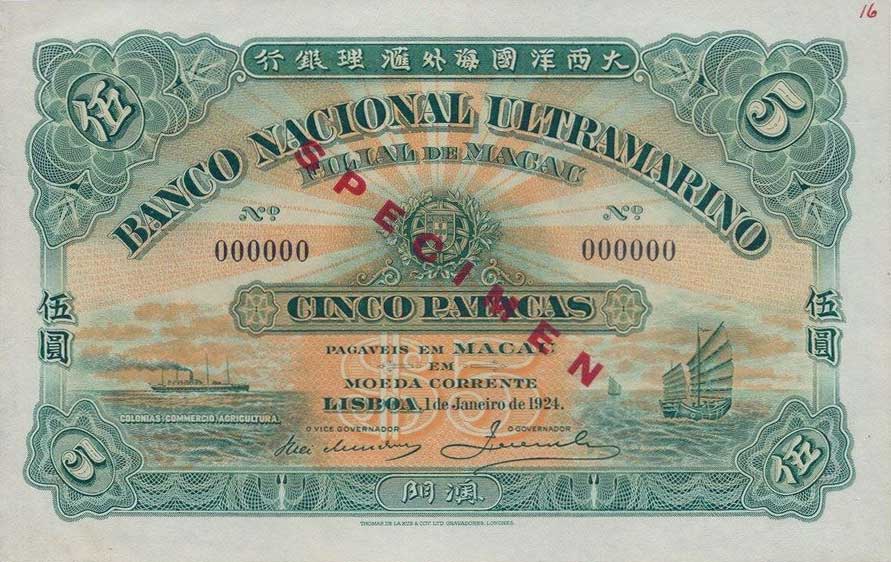 16
大西洋國海外滙理銀行
伍
5
BANCO NACIONAL ULTRAMARINO
FILIAL DE MACAU
Nº
Nº
000000
000000
SPECIMEN
CINCO PATACAS
伍圓
伍圓
$5
PAGAVEIS EM MACAU
EM
MOEDA CORRENTE
LISBOA, 1 de Janeiro de 1924.
COLONIAS: COMMERCIO AGRICULTURA.
O VICE GOVERNADOR
O GOVERNADOR
5
伍
澳門
THOMAS DE LA RUE & COY. LTD. GRAVADORES. LONDRES.